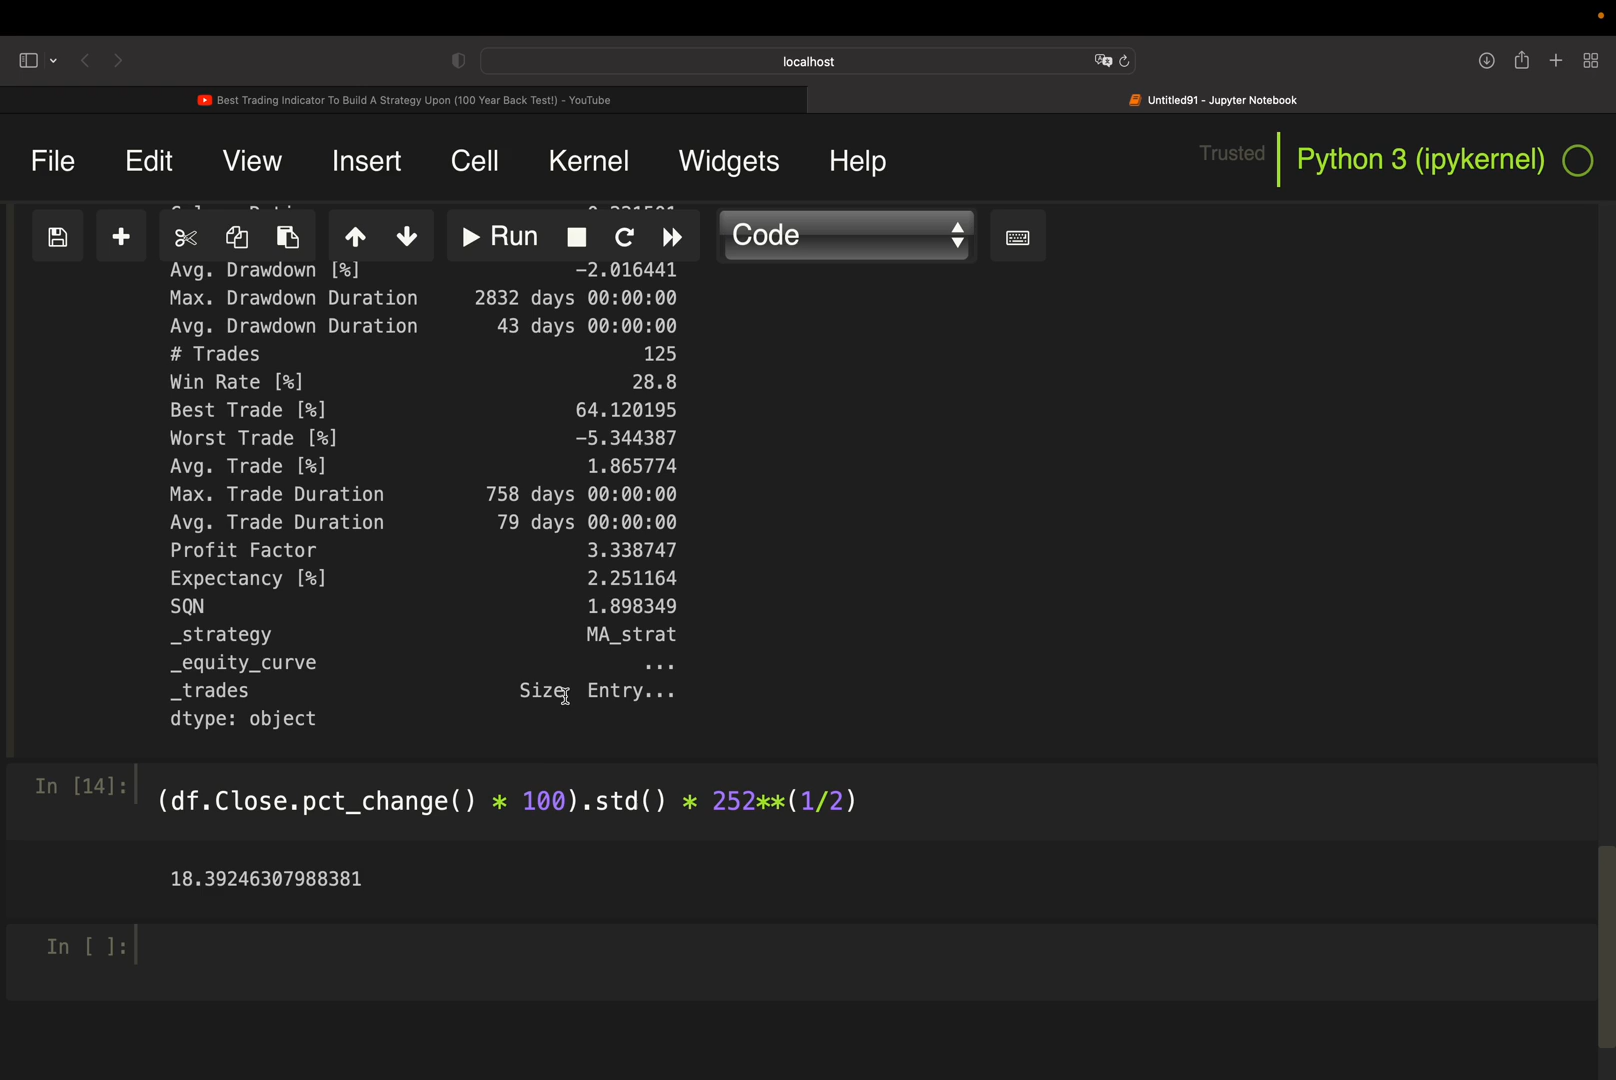 localhost
Best Trading Indicator To Build A Strategy Upon (100 Year Back Test!) - YouTube
Untitled91 - Jupyter Notebook
File Edit View Insert Cell Kernel Widgets Help
Trusted
Python 3 (ipykernel)
Run
Code
Avg. Drawdown [%] -2.016441
Max. Drawdown Duration 2832 days 00:00:00
Avg. Drawdown Duration 43 days 00:00:00
# Trades 125
Win Rate [%] 28.8
Best Trade [%] 64.120195
Worst Trade [%] -5.344387
Avg. Trade [%] 1.865774
Max. Trade Duration 758 days 00:00:00
Avg. Trade Duration 79 days 00:00:00
Profit Factor 3.338747
Expectancy [%] 2.251164
SQN 1.898349
_strategy MA_strat
_equity_curve ...
_trades Size Entry...
dtype: object
In [14]: (df.Close.pct_change() * 100).std() * 252**(1/2)
18.39246307988381
In [ ]: